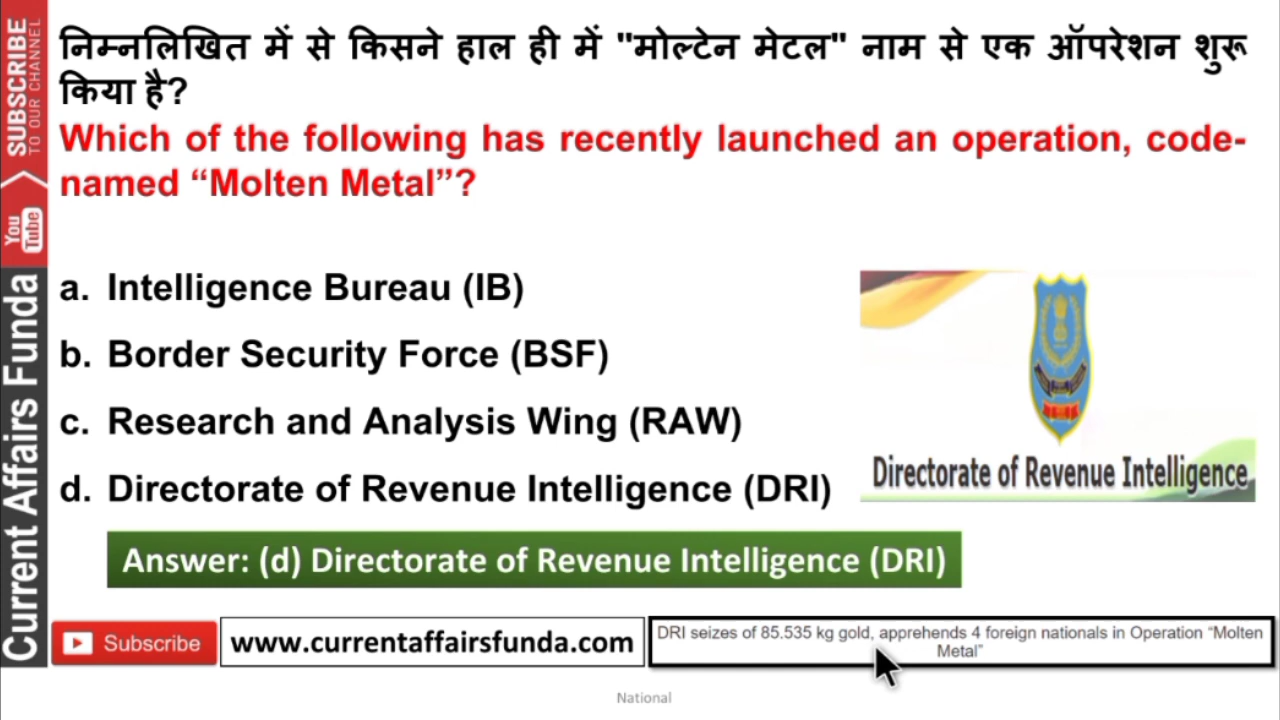 निम्नलिखित में से किसने हाल ही में "मोल्टेन मेटल" नाम से एक ऑपरेशन शुरू
किया है?
Which of the following has recently launched an operation, code-
named “Molten Metal”?
a. Intelligence Bureau (IB)
b. Border Security Force (BSF)
c. Research and Analysis Wing (RAW)
d. Directorate of Revenue Intelligence (DRI)
Directorate of Revenue Intelligence
Answer: (d) Directorate of Revenue Intelligence (DRI)
SUBSCRIBE
TO OUR CHANNEL
You
Tube
Current Affairs Funda
Subscribe
www.currentaffairsfunda.com
DRI seizes of 85.535 kg gold, apprehends 4 foreign nationals in Operation “Molten
Metal”
National